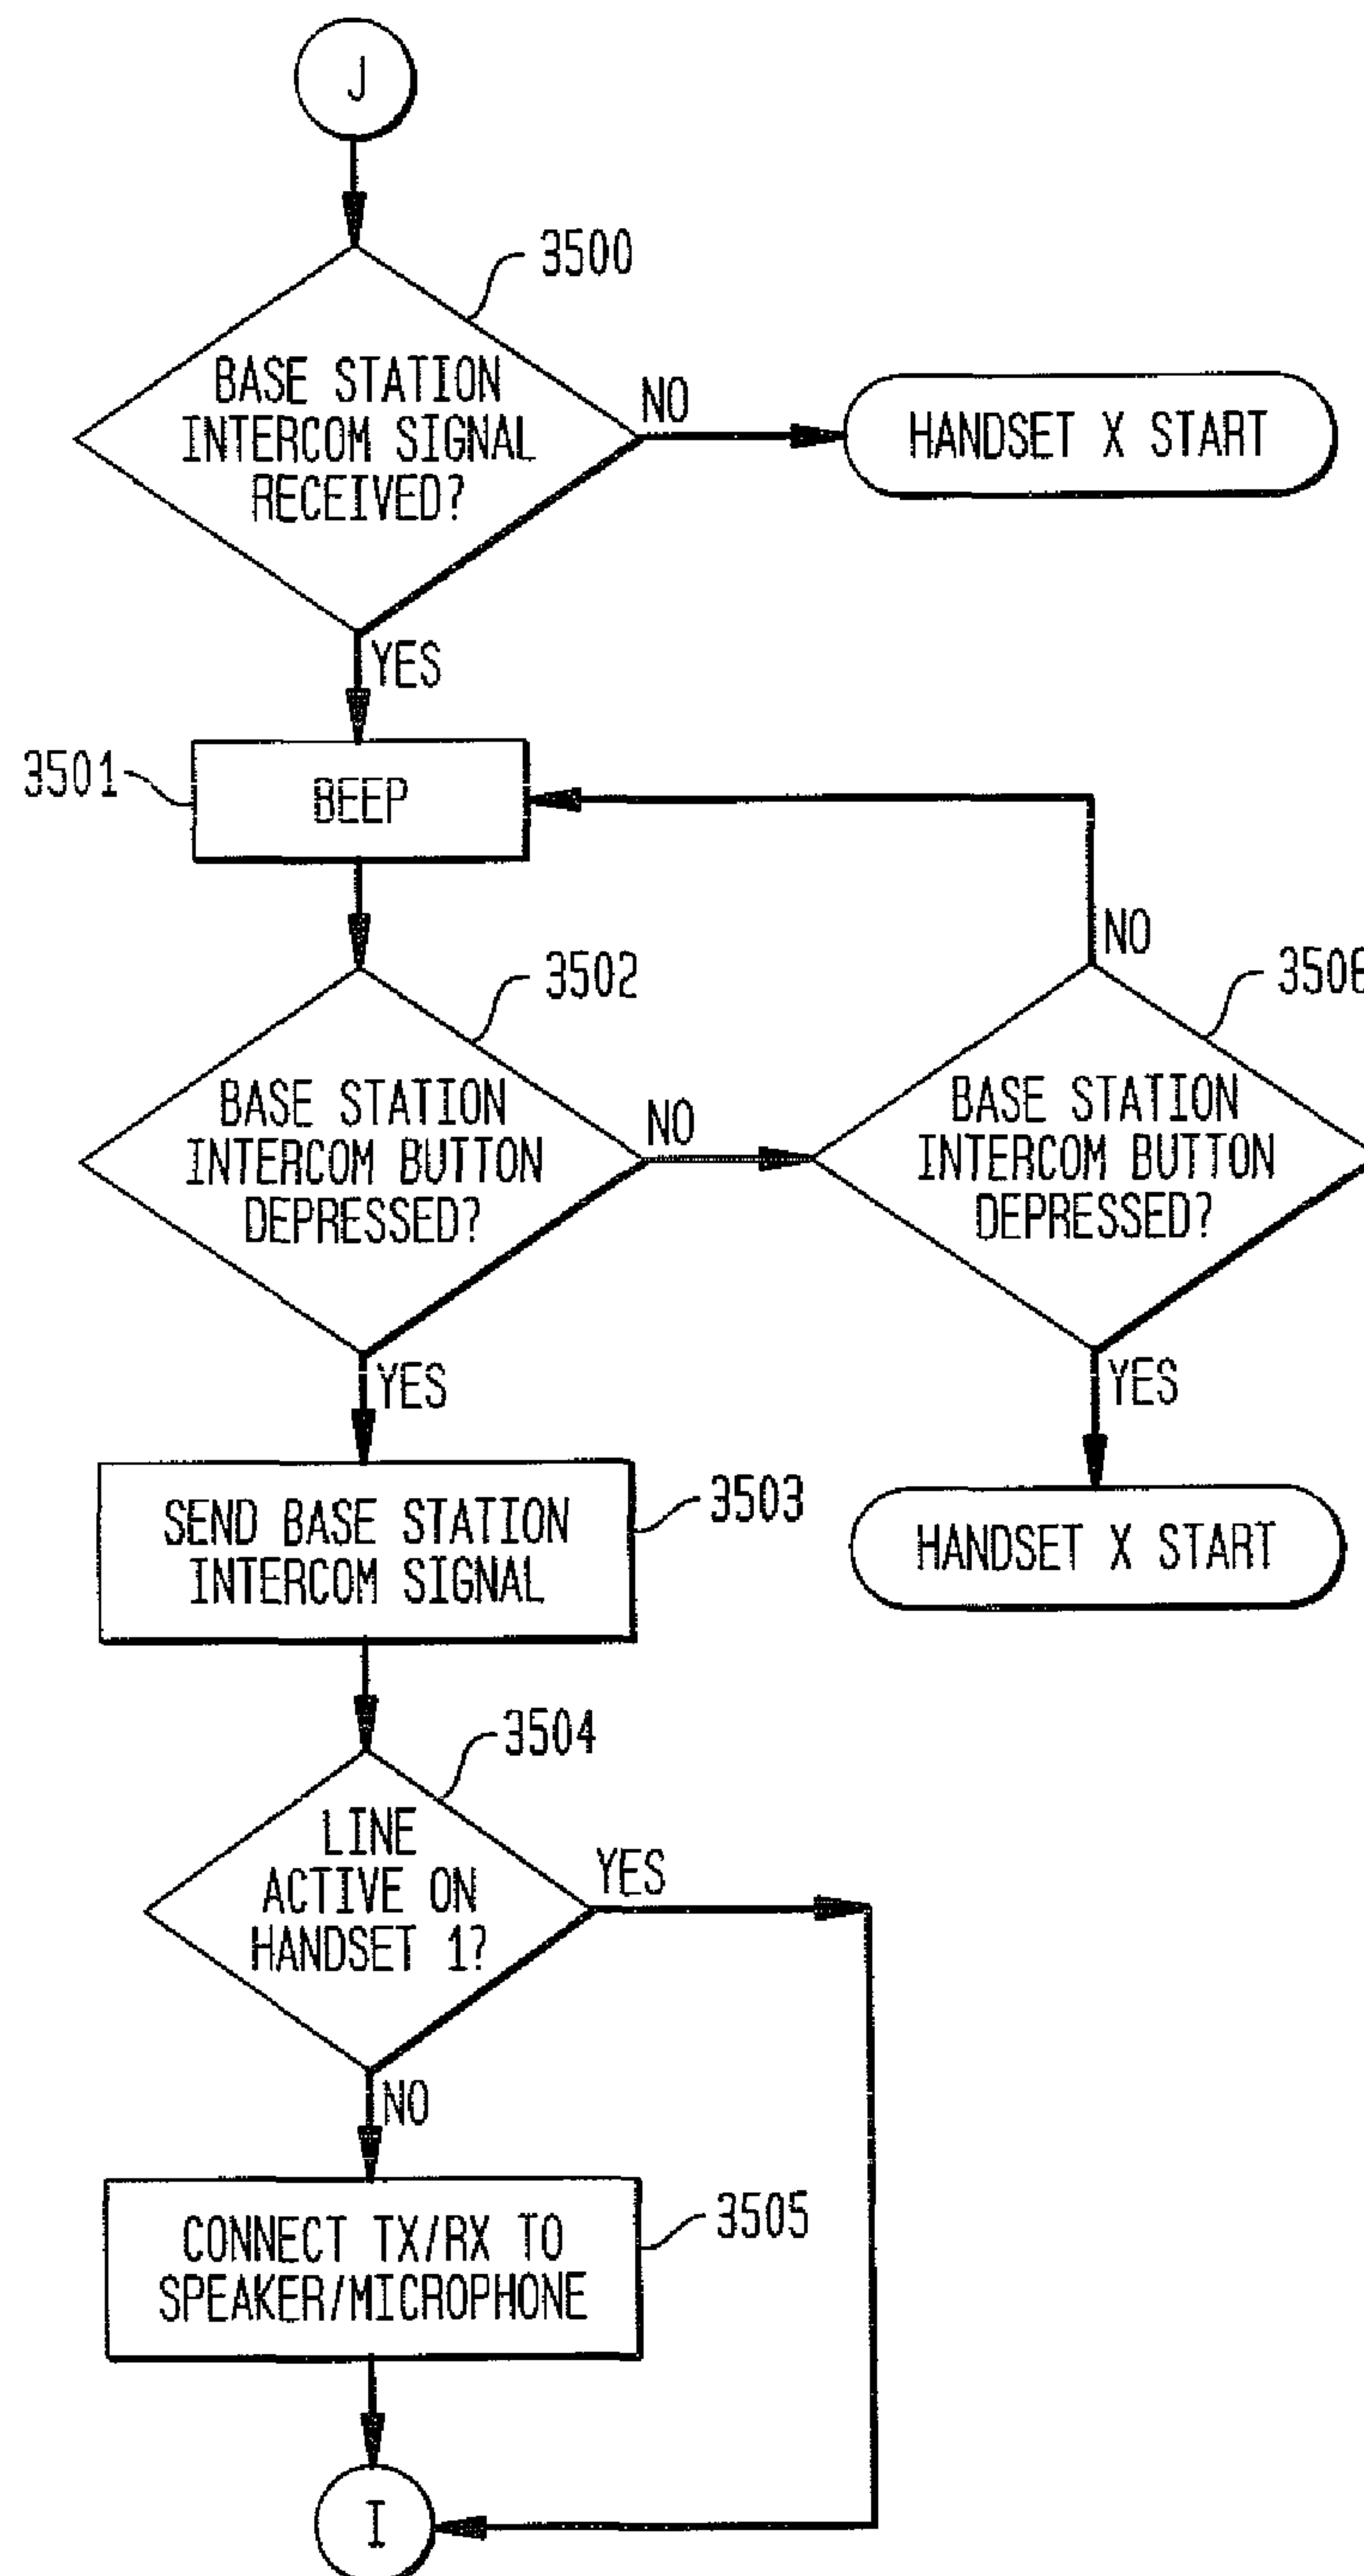 J
3500
BASE STATION
INTERCOM SIGNAL
RECEIVED?
NO
HANDSET X START
YES
3501
BEEP
NO
3502
3506
BASE STATION
INTERCOM BUTTON
DEPRESSED?
NO
BASE STATION
INTERCOM BUTTON
DEPRESSED?
YES
YES
SEND BASE STATION
INTERCOM SIGNAL
3503
HANDSET X START
3504
LINE
ACTIVE ON
HANDSET 1?
YES
NO
CONNECT TX/RX TO
SPEAKER/MICROPHONE
3505
I